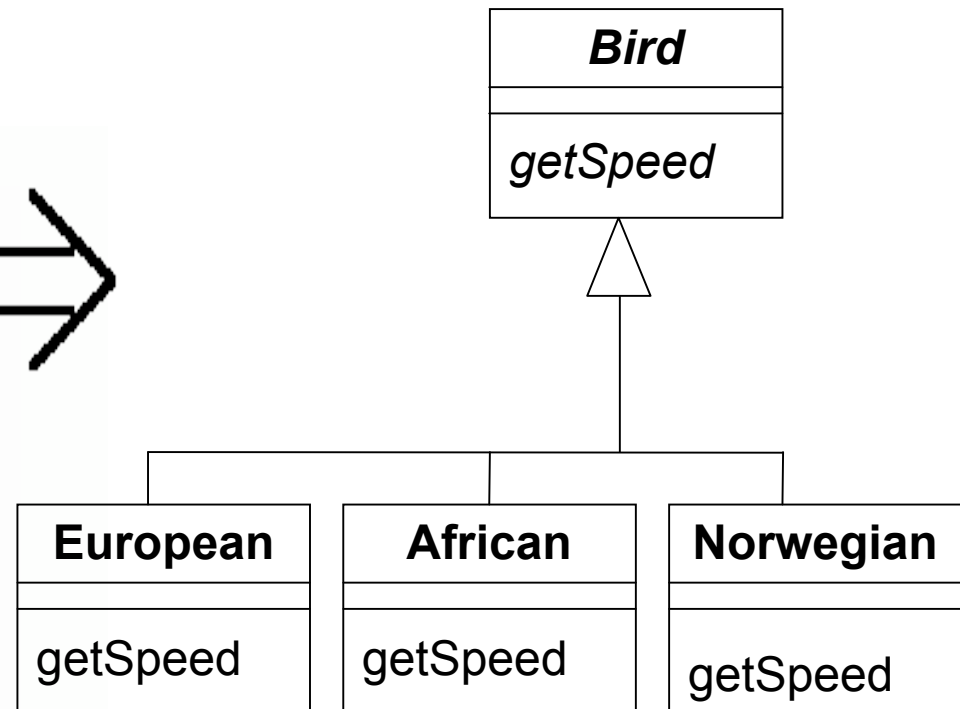 Bird
getSpeed
European
African
Norwegian
getSpeed
getSpeed
getSpeed